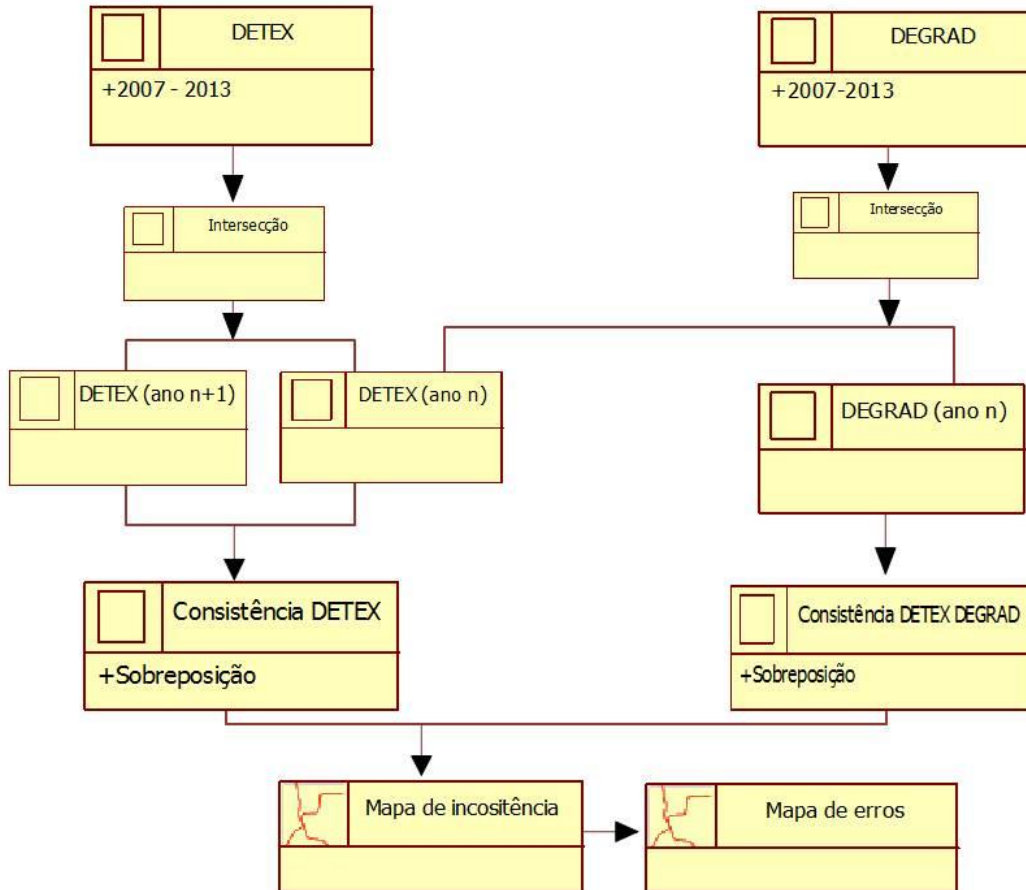 DETEX
+2007 - 2013
DEGRAD
+2007-2013
Intersecção
Intersecção
DETEX (ano n+1)
DETEX (ano n)
DEGRAD (ano n)
Consistência DETEX
+Sobreposição
Consistência DETEX DEGRAD
+Sobreposição
Mapa de incositência
Mapa de erros